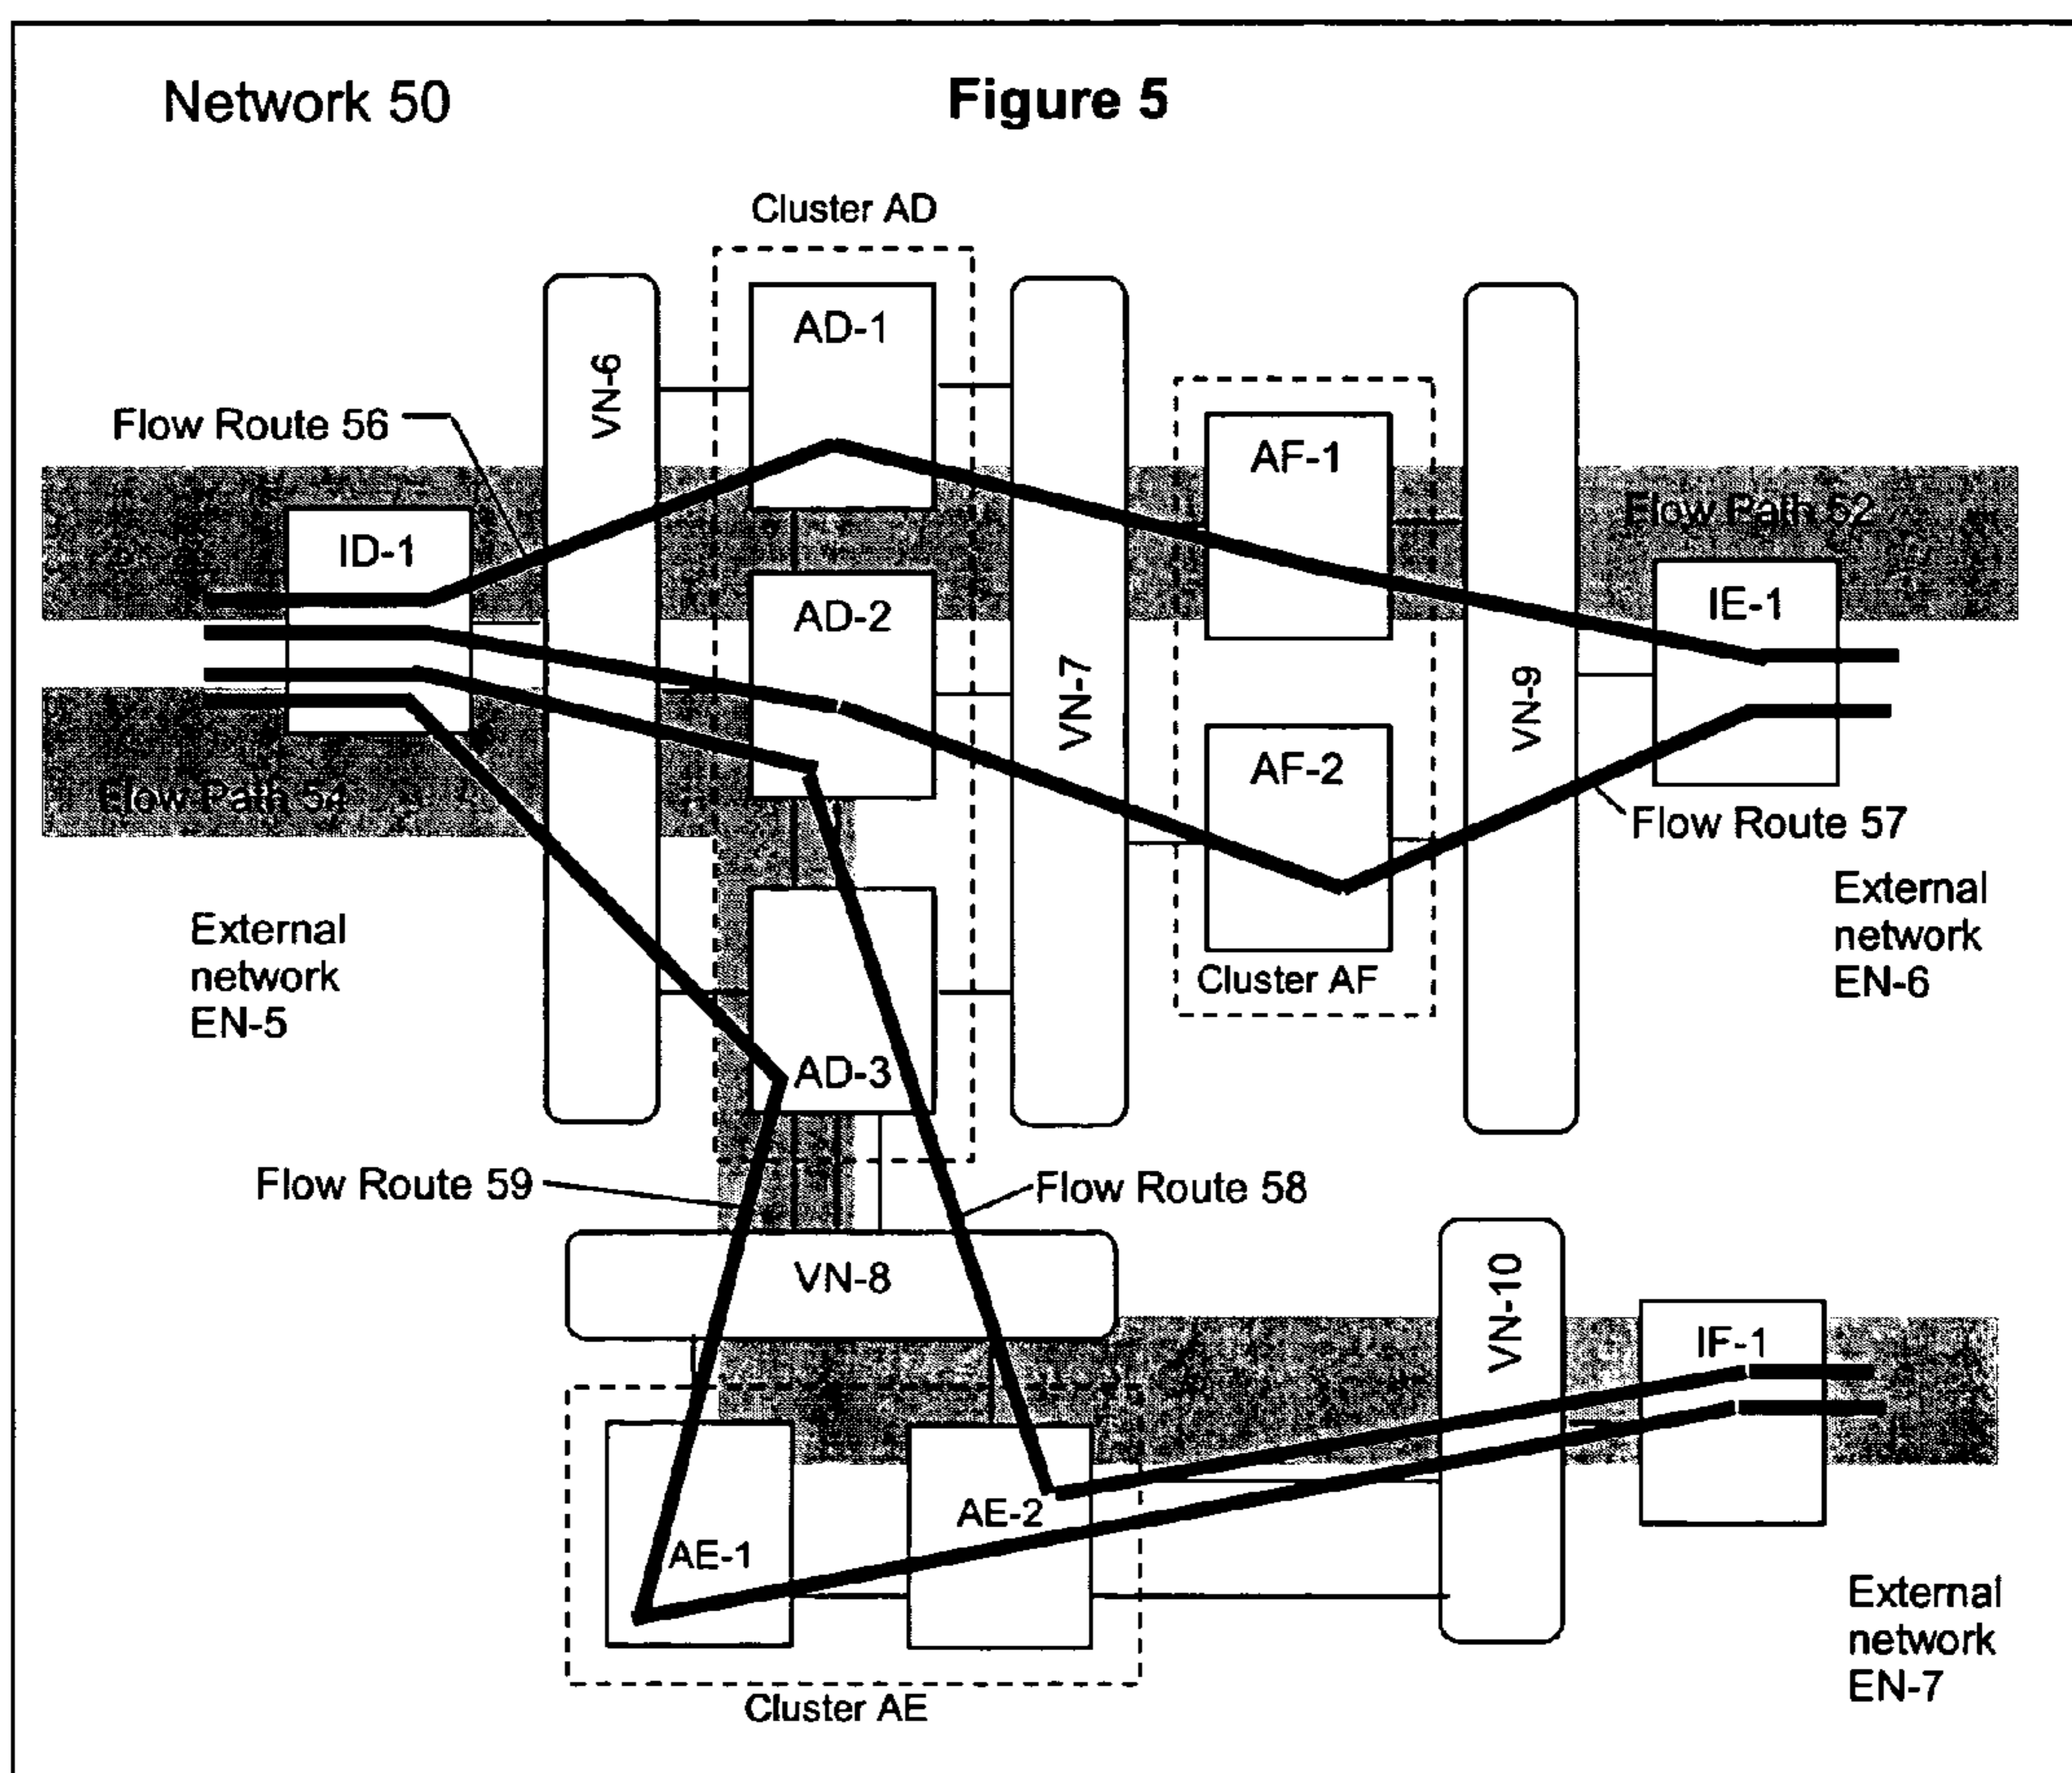 Network 50
Figure 5
Cluster AD
AD-1
VN-6
Flow Route 56
AF-1
Flow Path 52
ID-1
AD-2
IE-1
VN-7
VN-9
AF-2
Flow Path 54
Flow Route 57
External
network
EN-5
External
network
EN-6
Cluster AF
AD-3
Flow Route 59
Flow Route 58
VN-8
VN-10
IF-1
AE-2
AE-1
External
network
EN-7
Cluster AE